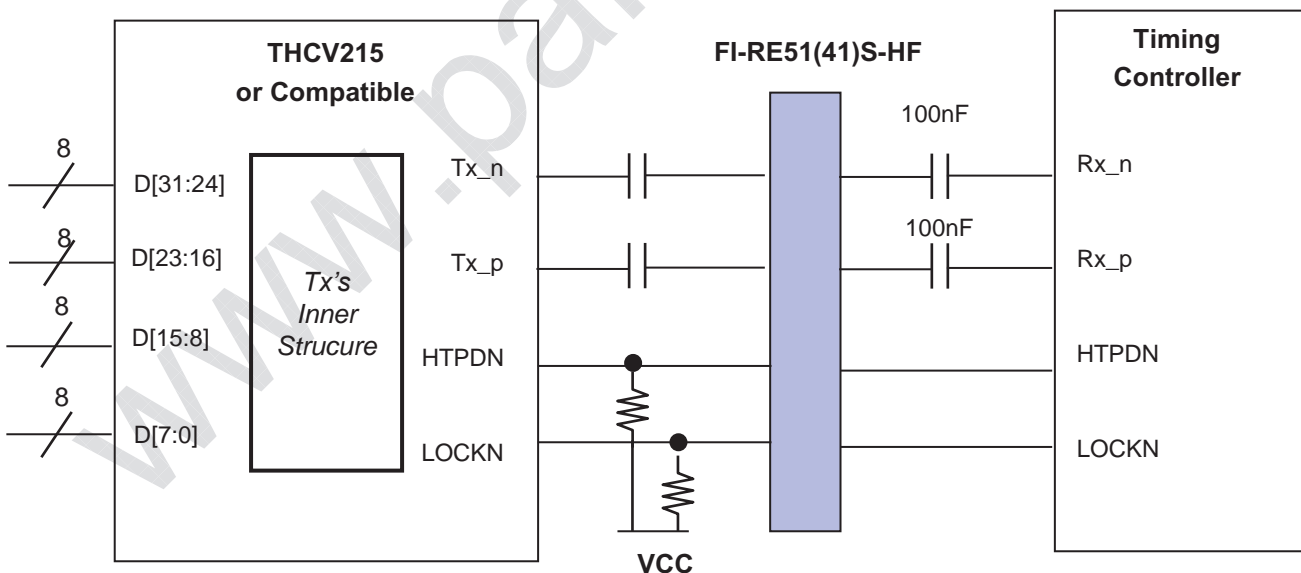 THCV215
or Compatible
FI-RE51(41)S-HF
Timing
Controller
100nF
8
D[31:24]
Tx_n
Rx_n
8
D[23:16]
Tx_p
100nF
Rx_p
Tx's
Inner
Strucure
8
D[15:8]
HTPDN
HTPDN
8
D[7:0]
LOCKN
LOCKN
VCC
www.pa